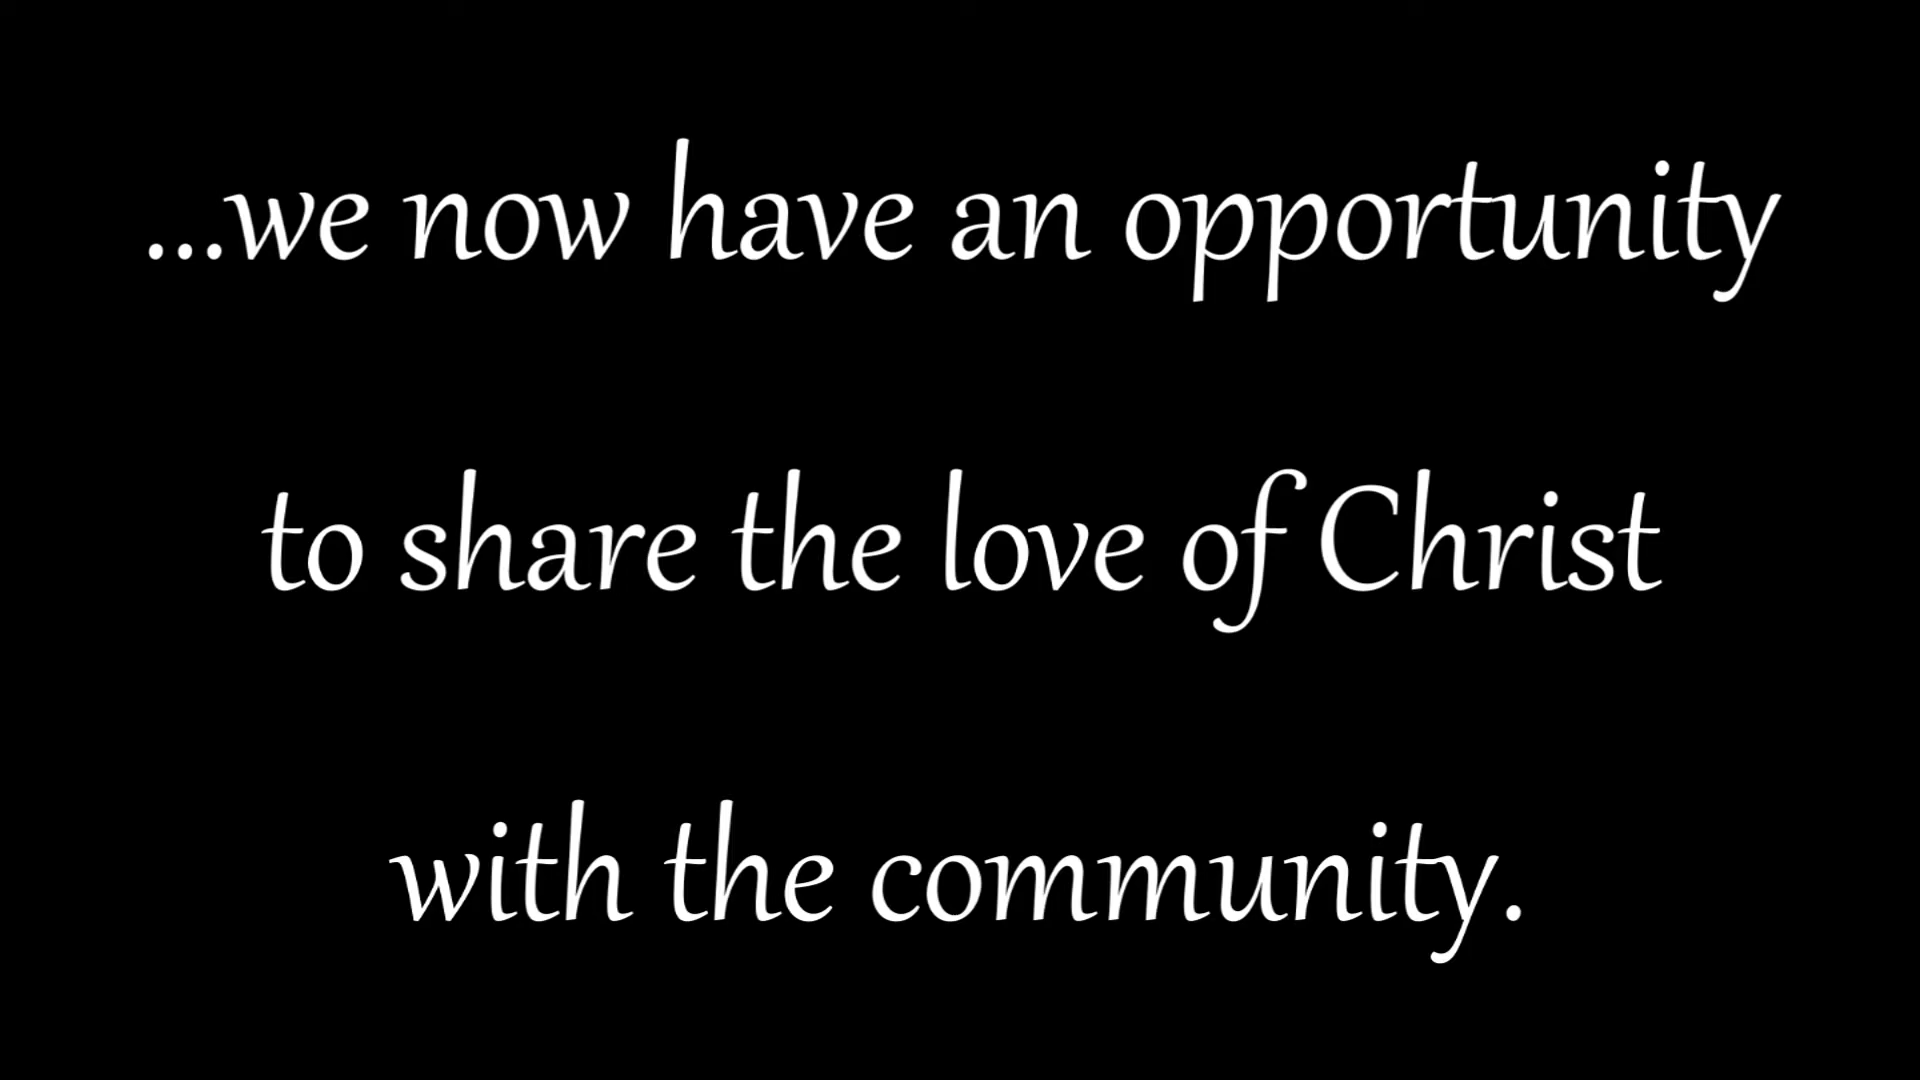 ...we now have an opportunity
to share the love of Christ
with the community.